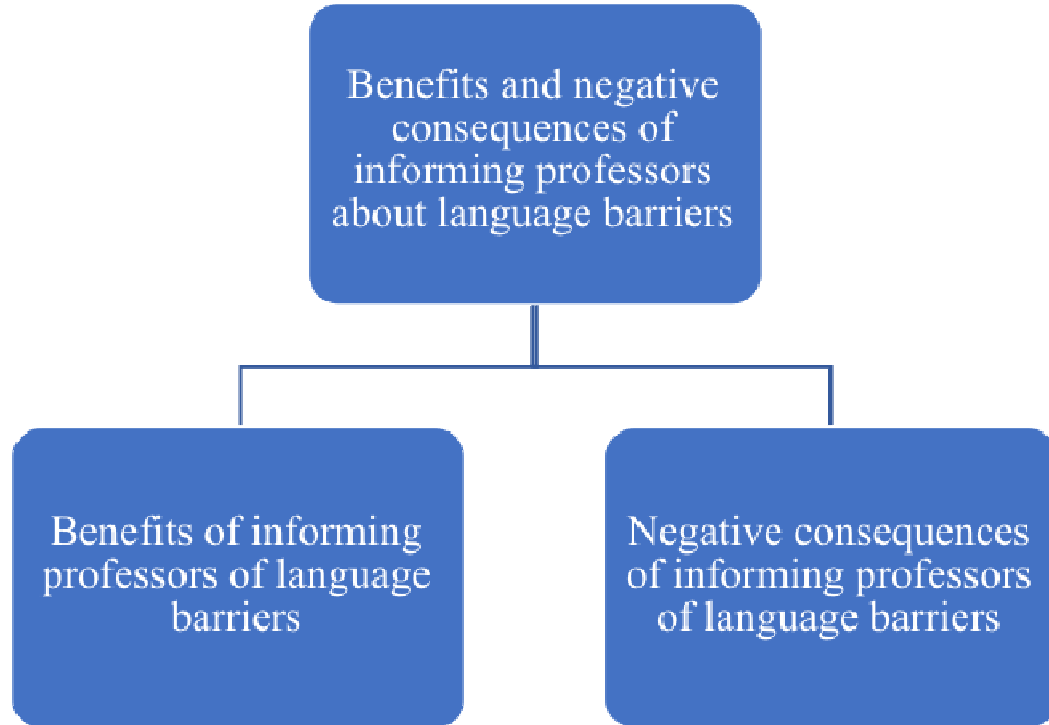 Benefits and negative
consequences of
informing professors
about language barriers
Benefits of informing
professors of language
barriers
Negative consequences
of informing professors
of language barriers